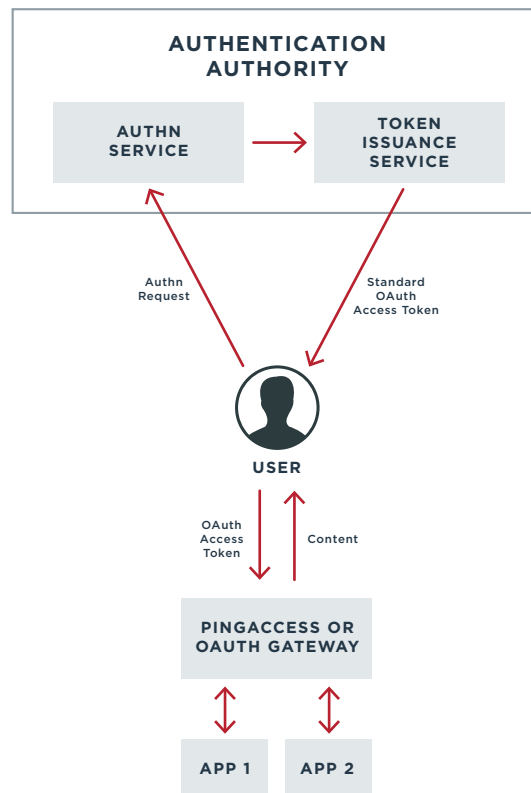 AUTHENTICATION
AUTHORITY
AUTHN
SERVICE
TOKEN
ISSUANCE
SERVICE
Authn
Request
Standard
OAuth
Access Token
USER
OAuth
Access
Token
Content
PINGACCESS OR
OAUTH GATEWAY
APP 1
APP 2